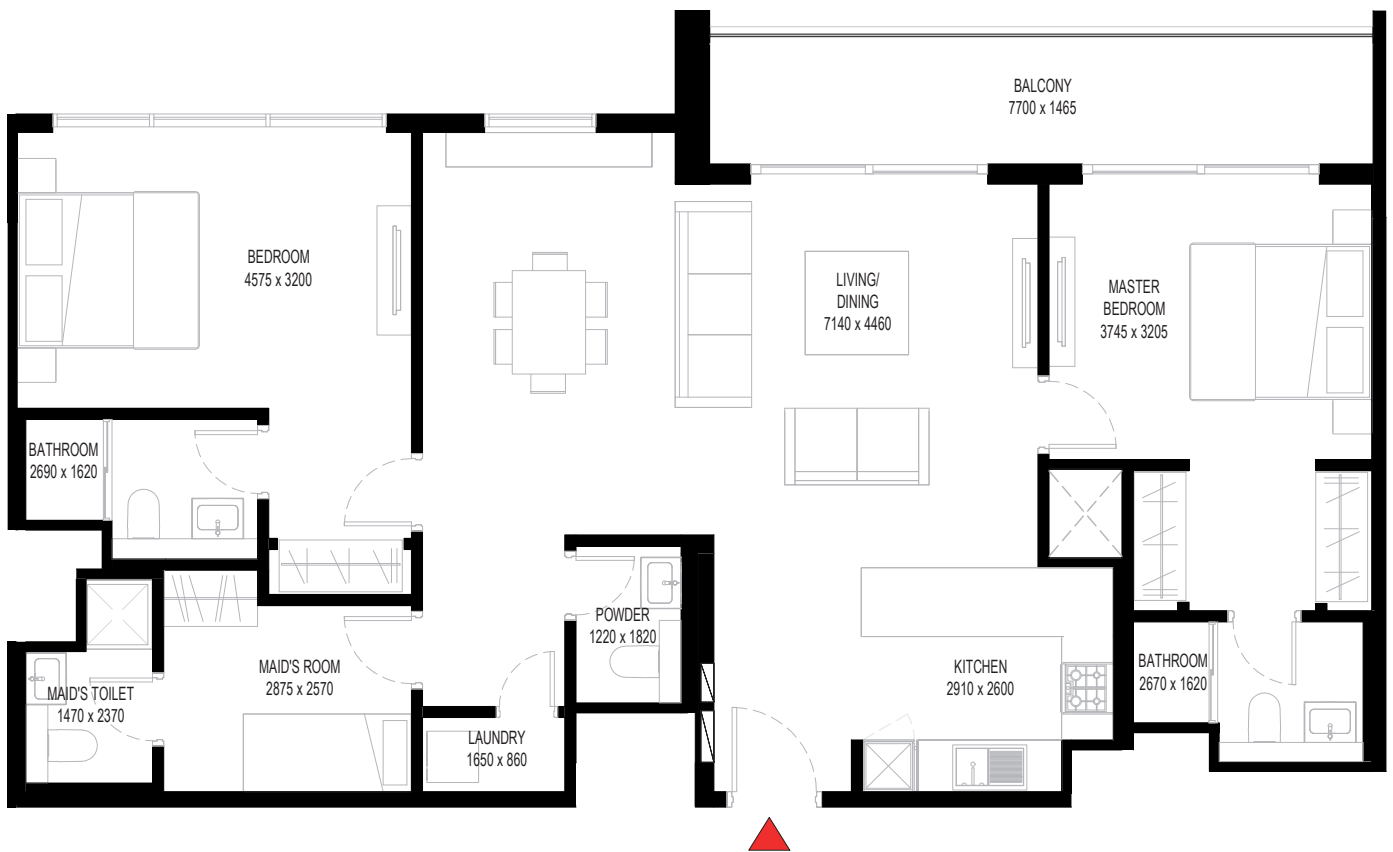 BALCONY
7700 x 1465
BEDROOM
4575 x 3200
LIVING/
DINING
7140 x 4460
MASTER
BEDROOM
3745 x 3205
BATHROOM
2690 x 1620
POWDER
1220 x 1820
MAID'S ROOM
2875 x 2570
KITCHEN
2910 x 2600
BATHROOM
2670 x 1620
MAID'S TOILET
1470 x 2370
LAUNDRY
1650 x 860